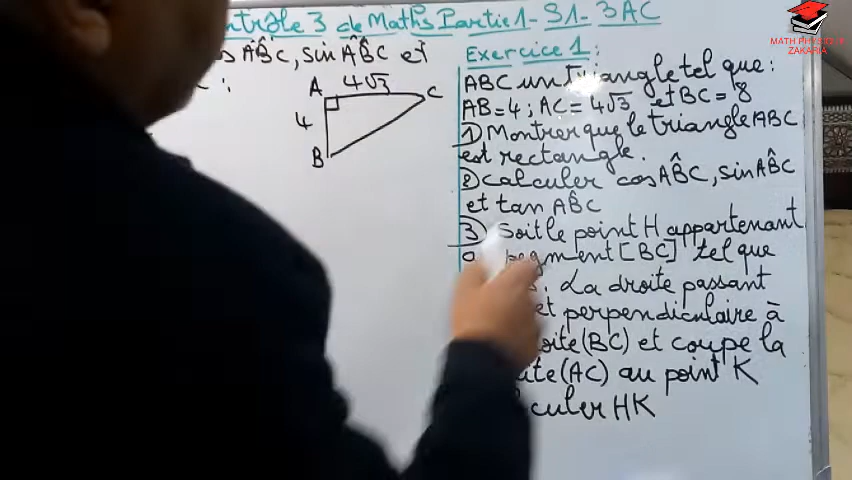 ntrôle 3 de Maths Partie 1 - S1 - 3AC
os AB̂C, sin AB̂C et
:
A 4√3 C
4
B
Exercice 1 :
ABC un triangle tel que :
AB=4 ; AC=4√3 et BC=8
1) Montrer que le triangle ABC
est rectangle.
2) calculer cos AB̂C, sin AB̂C
et tan AB̂C
3) Soit le point H appartenant
segment [BC] tel que
. La droite passant
et perpendiculaire à
oite (BC) et coupe la
ite (AC) au point K
culer HK
MATH PHYSIQUE
ZAKARIA